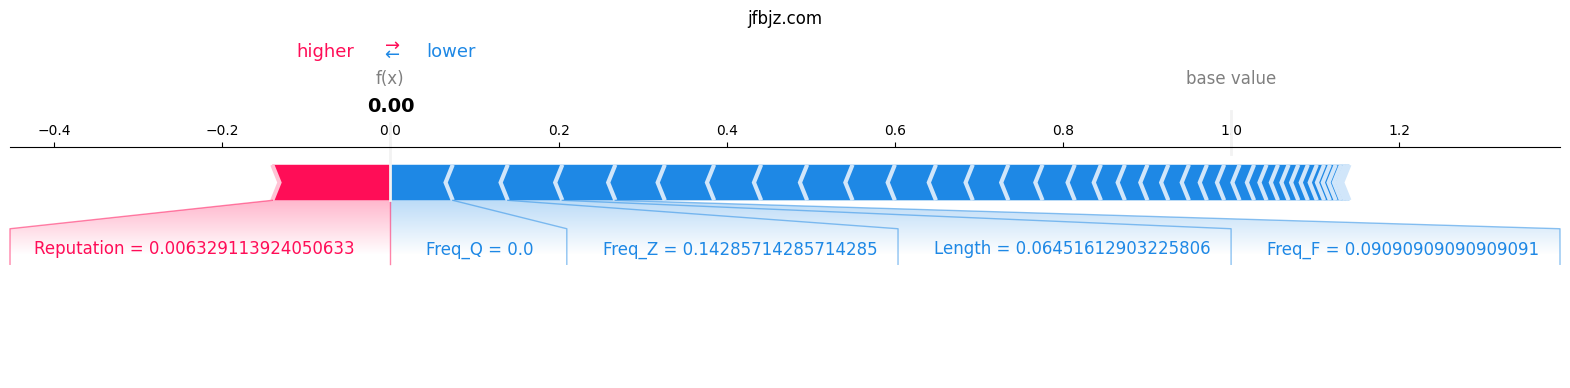 jfbjz.com
higher ⇄ lower
f(x) base value
0.00
−0.4 −0.2 0.0 0.2 0.4 0.6 0.8 1.0 1.2
Reputation = 0.006329113924050633 Freq_Q = 0.0 Freq_Z = 0.14285714285714285 Length = 0.06451612903225806 Freq_F = 0.09090909090909091